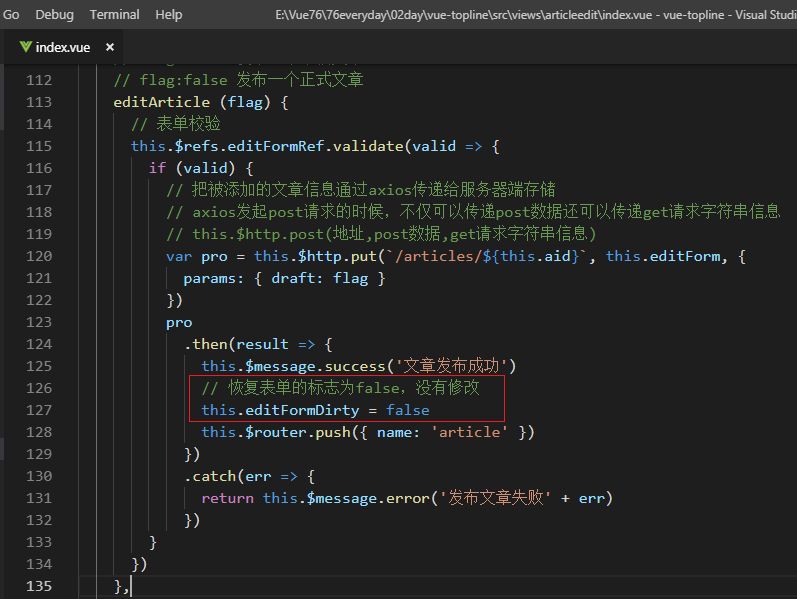 Go Debug Terminal Help E:\Vue76\76everyday\02day\vue-topline\src\views\articleedit\index.vue - vue-topline - Visual Studi
index.vue ×
112 // flag:false 发布一个正式文章
113 editArticle (flag) {
114 // 表单校验
115 this.$refs.editFormRef.validate(valid => {
116 if (valid) {
117 // 把被添加的文章信息通过axios传递给服务器端存储
118 // axios发起post请求的时候，不仅可以传递post数据还可以传递get请求字符串信息
119 // this.$http.post(地址,post数据,get请求字符串信息)
120 var pro = this.$http.put(`/articles/${this.aid}`, this.editForm, {
121 params: { draft: flag }
122 })
123 pro
124 .then(result => {
125 this.$message.success('文章发布成功')
126 // 恢复表单的标志为false，没有修改
127 this.editFormDirty = false
128 this.$router.push({ name: 'article' })
129 })
130 .catch(err => {
131 return this.$message.error('发布文章失败' + err)
132 })
133 }
134 })
135 },